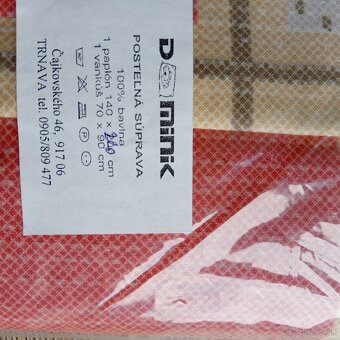 DOMINIK
POSTEĽNÁ SÚPRAVA
100% bavlna
1 paplón 140 x 220 cm
1 vankúš 70 x 90 cm
Čajkovského 46, 917 06
TRNAVA tel. 0905/809 477